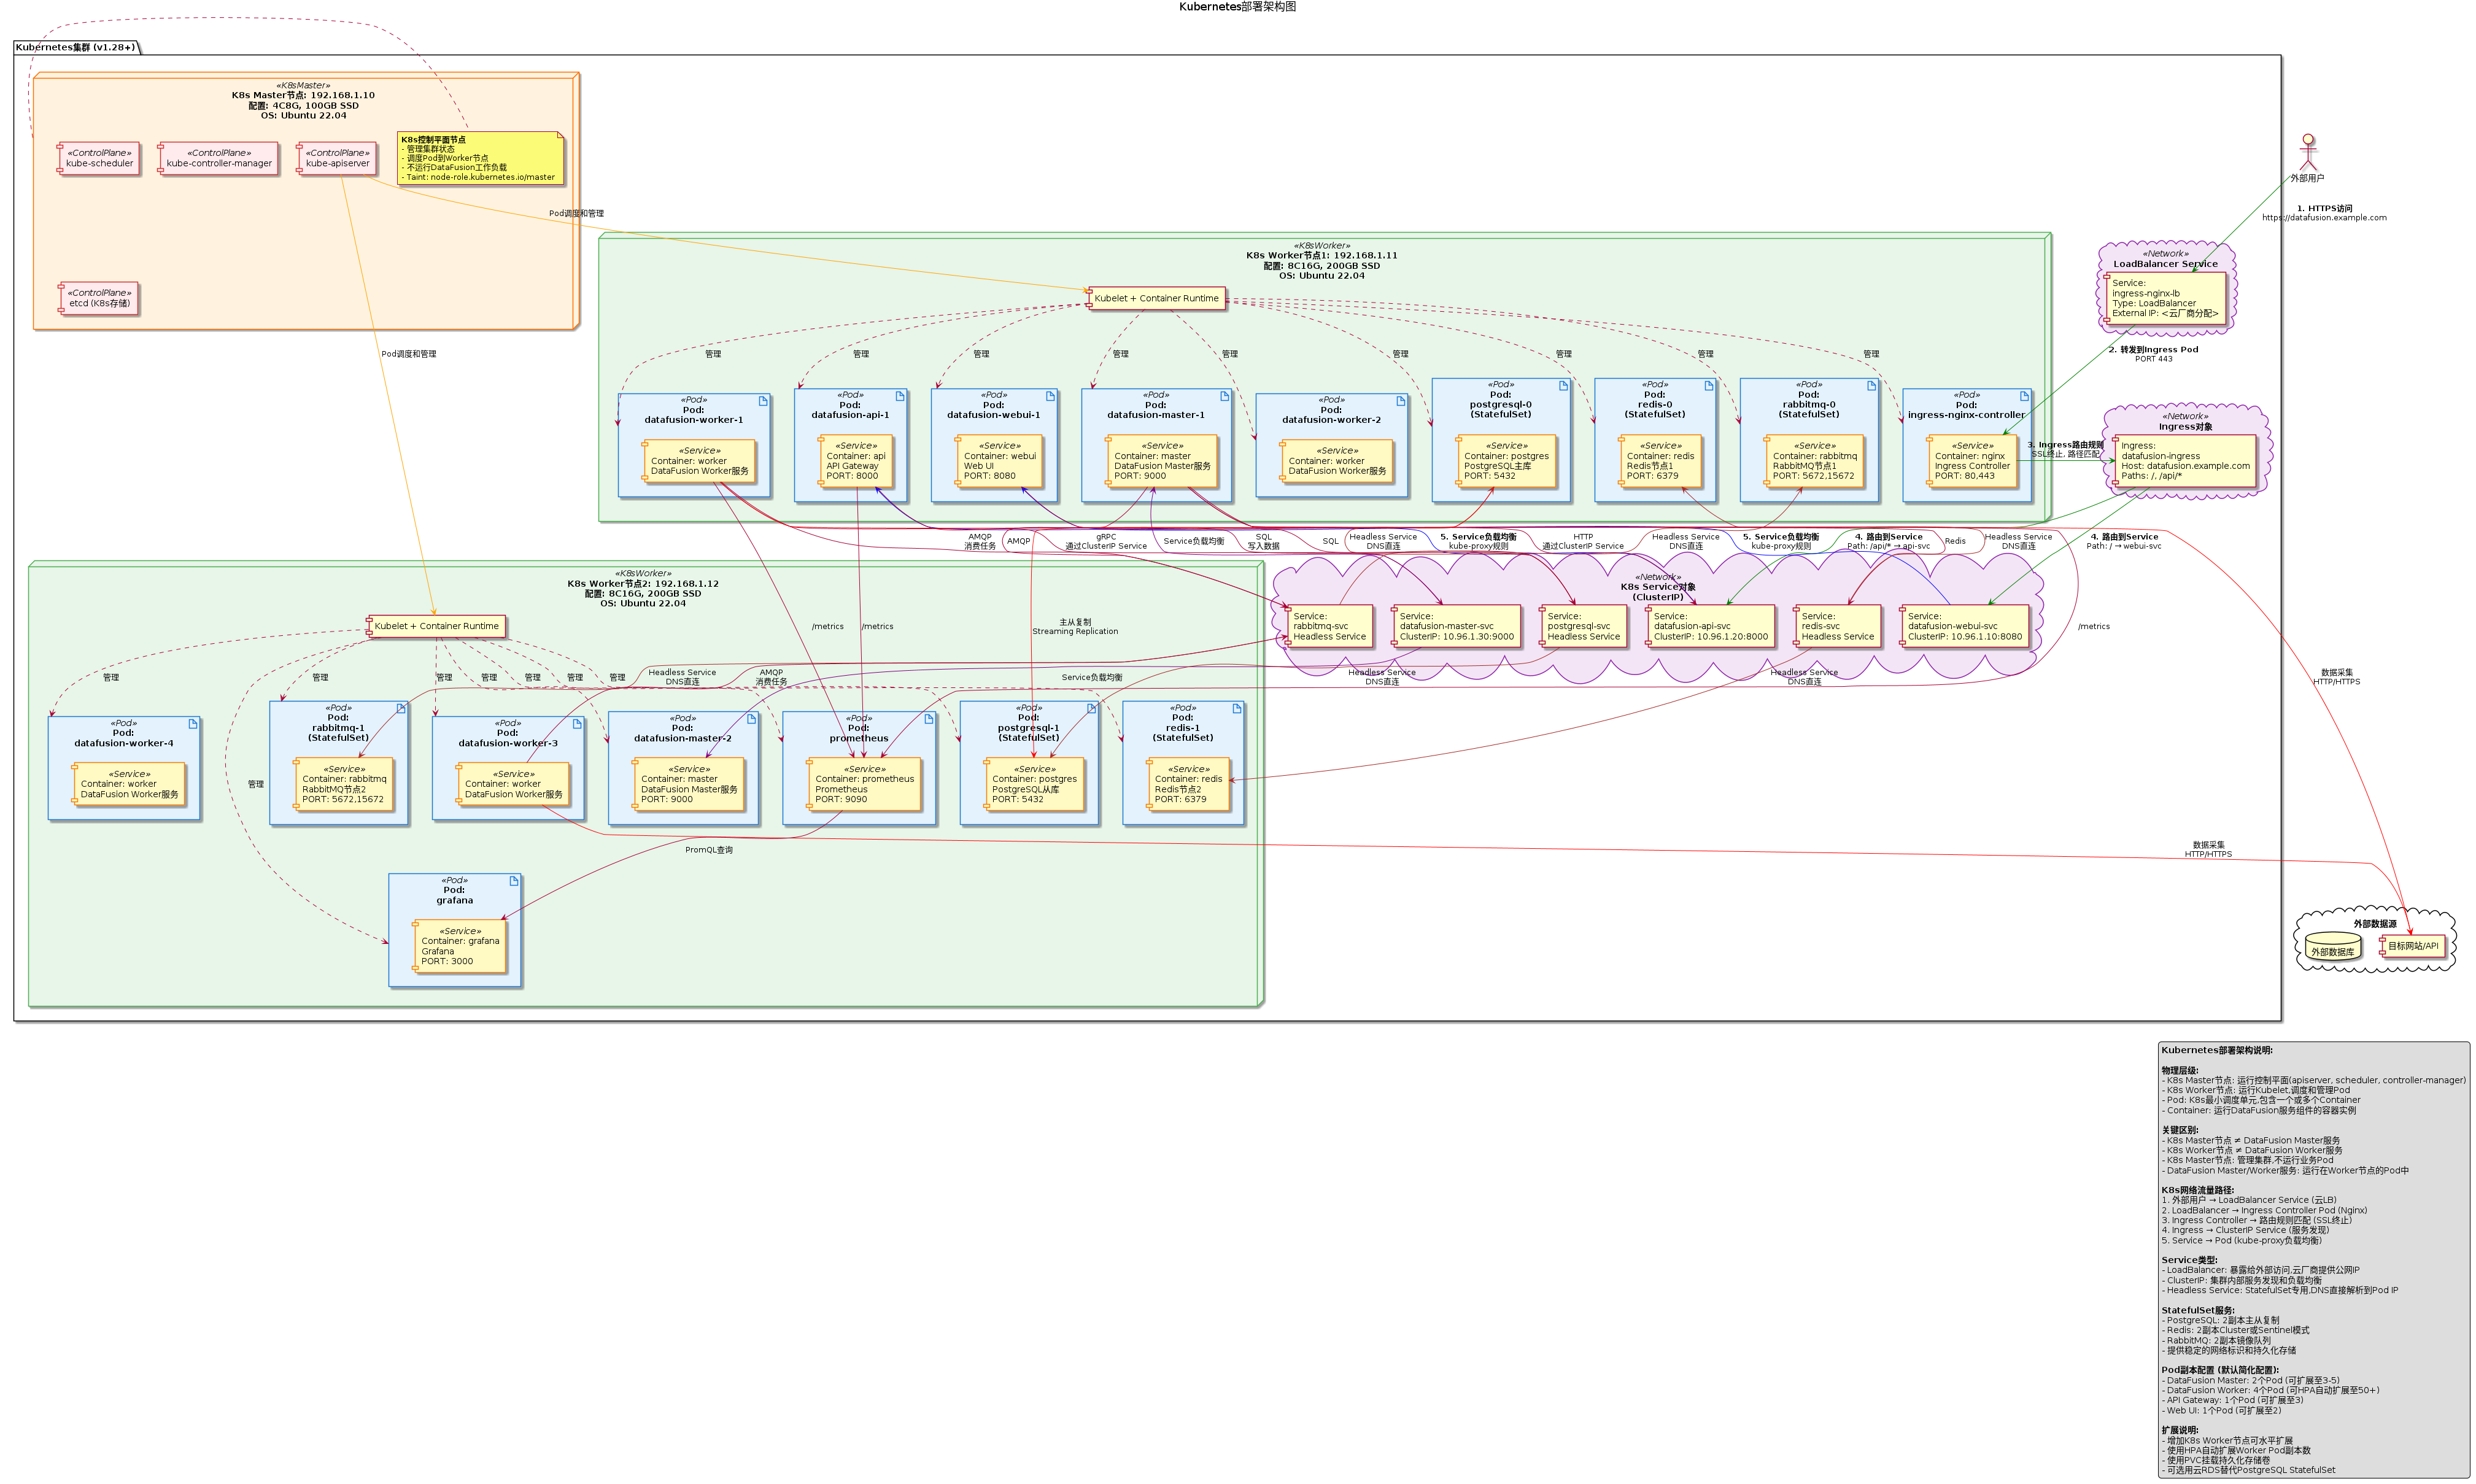 Kubernetes部署架构图
Kubernetes集群 (v1.28+)
«K8sMaster»
K8s Master节点: 192.168.1.10
配置: 4C8G, 100GB SSD
OS: Ubuntu 22.04
«ControlPlane»
kube-scheduler
«ControlPlane»
kube-controller-manager
«ControlPlane»
kube-apiserver
K8s控制平面节点
- 管理集群状态
- 调度Pod到Worker节点
- 不运行DataFusion工作负载
- Taint: node-role.kubernetes.io/master
«ControlPlane»
etcd (K8s存储)
Pod调度和管理
Pod调度和管理
外部用户
1. HTTPS访问
https://datafusion.example.com
«Network»
LoadBalancer Service
Service:
ingress-nginx-lb
Type: LoadBalancer
External IP: <云厂商分配>
2. 转发到Ingress Pod
PORT 443
«K8sWorker»
K8s Worker节点1: 192.168.1.11
配置: 8C16G, 200GB SSD
OS: Ubuntu 22.04
Kubelet + Container Runtime
管理
管理
管理
管理
管理
管理
管理
管理
管理
«Pod»
Pod:
datafusion-worker-1
«Service»
Container: worker
DataFusion Worker服务
«Pod»
Pod:
datafusion-api-1
«Service»
Container: api
API Gateway
PORT: 8000
«Pod»
Pod:
datafusion-webui-1
«Service»
Container: webui
Web UI
PORT: 8080
«Pod»
Pod:
datafusion-master-1
«Service»
Container: master
DataFusion Master服务
PORT: 9000
«Pod»
Pod:
datafusion-worker-2
«Service»
Container: worker
DataFusion Worker服务
«Pod»
Pod:
postgresql-0
(StatefulSet)
«Service»
Container: postgres
PostgreSQL主库
PORT: 5432
«Pod»
Pod:
redis-0
(StatefulSet)
«Service»
Container: redis
Redis节点1
PORT: 6379
«Pod»
Pod:
rabbitmq-0
(StatefulSet)
«Service»
Container: rabbitmq
RabbitMQ节点1
PORT: 5672,15672
«Pod»
Pod:
ingress-nginx-controller
«Service»
Container: nginx
Ingress Controller
PORT: 80,443
3. Ingress路由规则
SSL终止, 路径匹配
«Network»
Ingress对象
Ingress:
datafusion-ingress
Host: datafusion.example.com
Paths: /, /api/*
AMQP
消费任务
AMQP
gRPC
通过ClusterIP Service
Service负载均衡
SQL
写入数据
SQL
Headless Service
DNS直连
5. Service负载均衡
kube-proxy规则
HTTP
通过ClusterIP Service
Headless Service
DNS直连
5. Service负载均衡
kube-proxy规则
4. 路由到Service
Path: /api/* → api-svc
Redis
Headless Service
DNS直连
4. 路由到Service
Path: / → webui-svc
«Network»
K8s Service对象
(ClusterIP)
Service:
rabbitmq-svc
Headless Service
Service:
datafusion-master-svc
ClusterIP: 10.96.1.30:9000
Service:
postgresql-svc
Headless Service
Service:
datafusion-api-svc
ClusterIP: 10.96.1.20:8000
Service:
redis-svc
Headless Service
Service:
datafusion-webui-svc
ClusterIP: 10.96.1.10:8080
/metrics
/metrics
主从复制
Streaming Replication
/metrics
«K8sWorker»
K8s Worker节点2: 192.168.1.12
配置: 8C16G, 200GB SSD
OS: Ubuntu 22.04
Kubelet + Container Runtime
管理
管理
管理
管理
管理
管理
管理
管理
Headless Service
DNS直连
AMQP
消费任务
Service负载均衡
Headless Service
DNS直连
Headless Service
DNS直连
数据采集
HTTP/HTTPS
«Pod»
Pod:
datafusion-worker-4
«Service»
Container: worker
DataFusion Worker服务
«Pod»
Pod:
rabbitmq-1
(StatefulSet)
«Service»
Container: rabbitmq
RabbitMQ节点2
PORT: 5672,15672
«Pod»
Pod:
datafusion-worker-3
«Service»
Container: worker
DataFusion Worker服务
«Pod»
Pod:
datafusion-master-2
«Service»
Container: master
DataFusion Master服务
PORT: 9000
«Pod»
Pod:
prometheus
«Service»
Container: prometheus
Prometheus
PORT: 9090
«Pod»
Pod:
postgresql-1
(StatefulSet)
«Service»
Container: postgres
PostgreSQL从库
PORT: 5432
«Pod»
Pod:
redis-1
(StatefulSet)
«Service»
Container: redis
Redis节点2
PORT: 6379
PromQL查询
数据采集
HTTP/HTTPS
«Pod»
Pod:
grafana
«Service»
Container: grafana
Grafana
PORT: 3000
外部数据源
外部数据库
目标网站/API
Kubernetes部署架构说明:
物理层级:
- K8s Master节点: 运行控制平面(apiserver, scheduler, controller-manager)
- K8s Worker节点: 运行Kubelet,调度和管理Pod
- Pod: K8s最小调度单元,包含一个或多个Container
- Container: 运行DataFusion服务组件的容器实例
关键区别:
- K8s Master节点 ≠ DataFusion Master服务
- K8s Worker节点 ≠ DataFusion Worker服务
- K8s Master节点: 管理集群,不运行业务Pod
- DataFusion Master/Worker服务: 运行在Worker节点的Pod中
K8s网络流量路径:
1. 外部用户 → LoadBalancer Service (云LB)
2. LoadBalancer → Ingress Controller Pod (Nginx)
3. Ingress Controller → 路由规则匹配 (SSL终止)
4. Ingress → ClusterIP Service (服务发现)
5. Service → Pod (kube-proxy负载均衡)
Service类型:
- LoadBalancer: 暴露给外部访问,云厂商提供公网IP
- ClusterIP: 集群内部服务发现和负载均衡
- Headless Service: StatefulSet专用,DNS直接解析到Pod IP
StatefulSet服务:
- PostgreSQL: 2副本主从复制
- Redis: 2副本Cluster或Sentinel模式
- RabbitMQ: 2副本镜像队列
- 提供稳定的网络标识和持久化存储
Pod副本配置 (默认简化配置):
- DataFusion Master: 2个Pod (可扩展至3-5)
- DataFusion Worker: 4个Pod (可HPA自动扩展至50+)
- API Gateway: 1个Pod (可扩展至3)
- Web UI: 1个Pod (可扩展至2)
扩展说明:
- 增加K8s Worker节点可水平扩展
- 使用HPA自动扩展Worker Pod副本数
- 使用PVC挂载持久化存储卷
- 可选用云RDS替代PostgreSQL StatefulSet